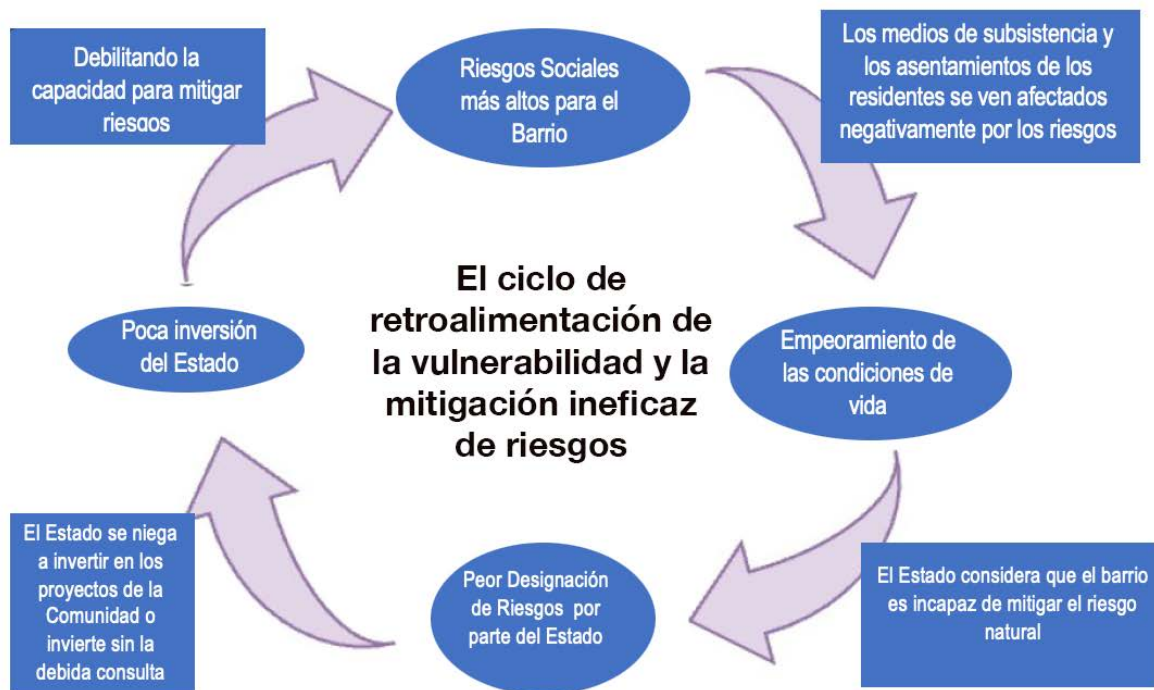 Debilitando la
capacidad para mitigar
riesgos
Riesgos Sociales
más altos para el
Barrio
Los medios de subsistencia y
los asentamientos de los
residentes se ven afectados
negativamente por los riesgos
El ciclo de
retroalimentación de
la vulnerabilidad y la
mitigación ineficaz
de riesgos
Poca inversión
del Estado
Empeoramiento de
las condiciones de
vida
El Estado se niega
a invertir en los
proyectos de la
Comunidad o
invierte sin la
debida consulta
Peor Designación
de Riesgos por
parte del Estado
El Estado considera que el barrio
es incapaz de mitigar el riesgo
natural